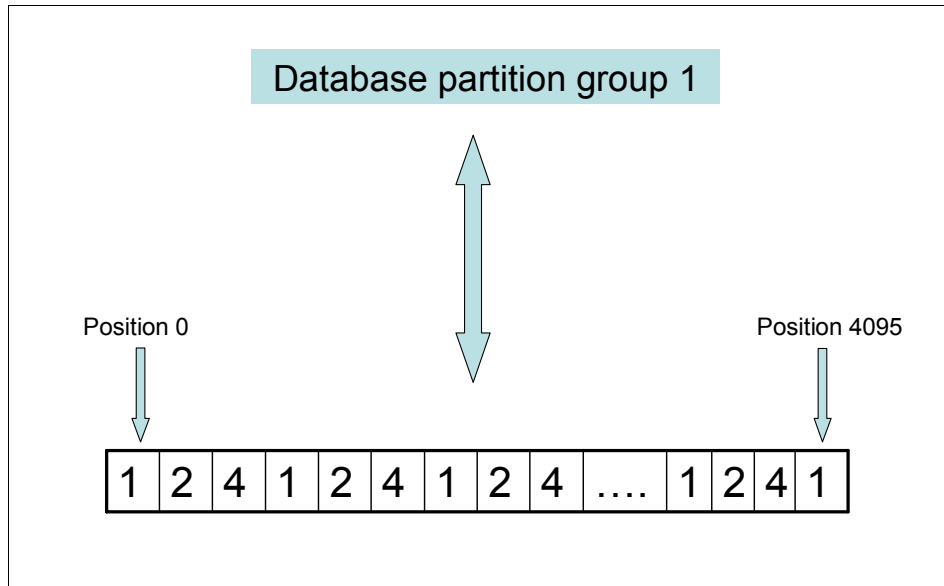 Database partition group 1
Position 0 Position 4095
1 2 4 1 2 4 1 2 4 .... 1 2 4 1